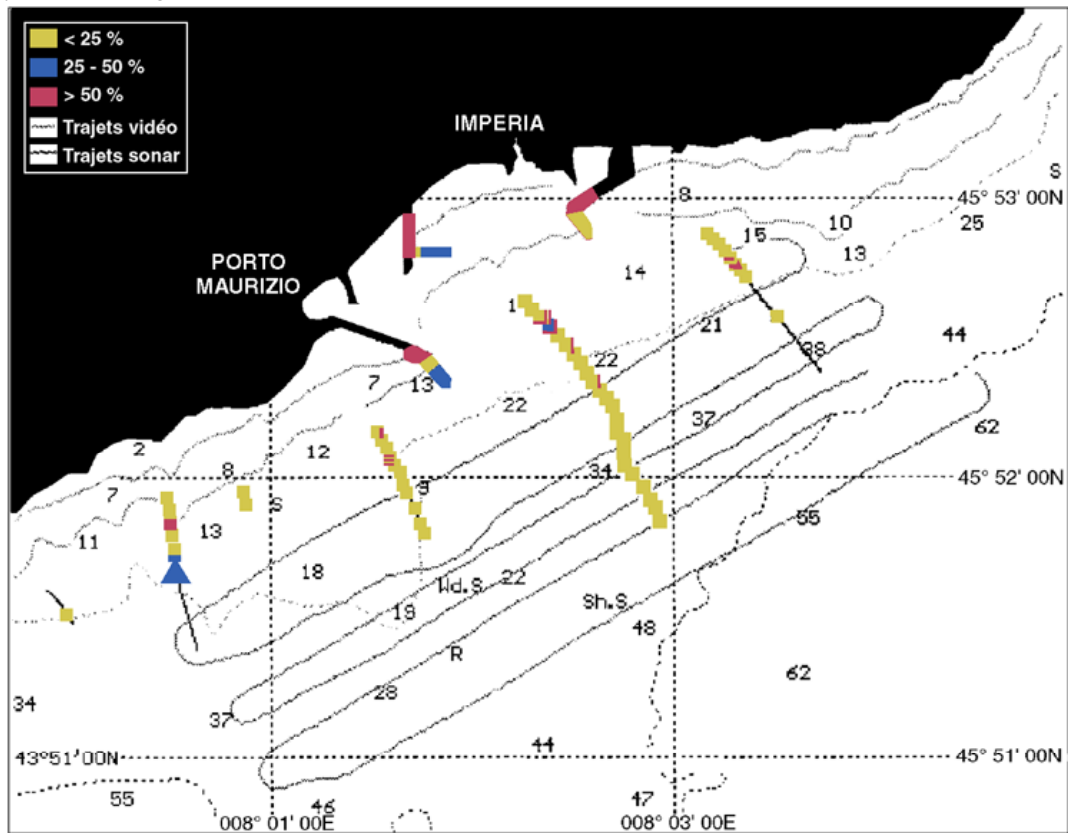 < 25 %
25 - 50 %
> 50 %
Trajets vidéo
Trajets sonar
IMPERIA
S
8
45° 53' 00N
10
25
15
13
PORTO
MAURIZIO
14
1
21
44
38
22
7
13
22
37
62
2
12
8
34
45° 52' 00N
7
9
S
55
13
11
18
22
Wd.S
Sh.S
19
48
R
62
28
34
37
44
43°51' 00N
45° 51' 00N
55
46
47
008° 01' 00E
008° 03' 00E